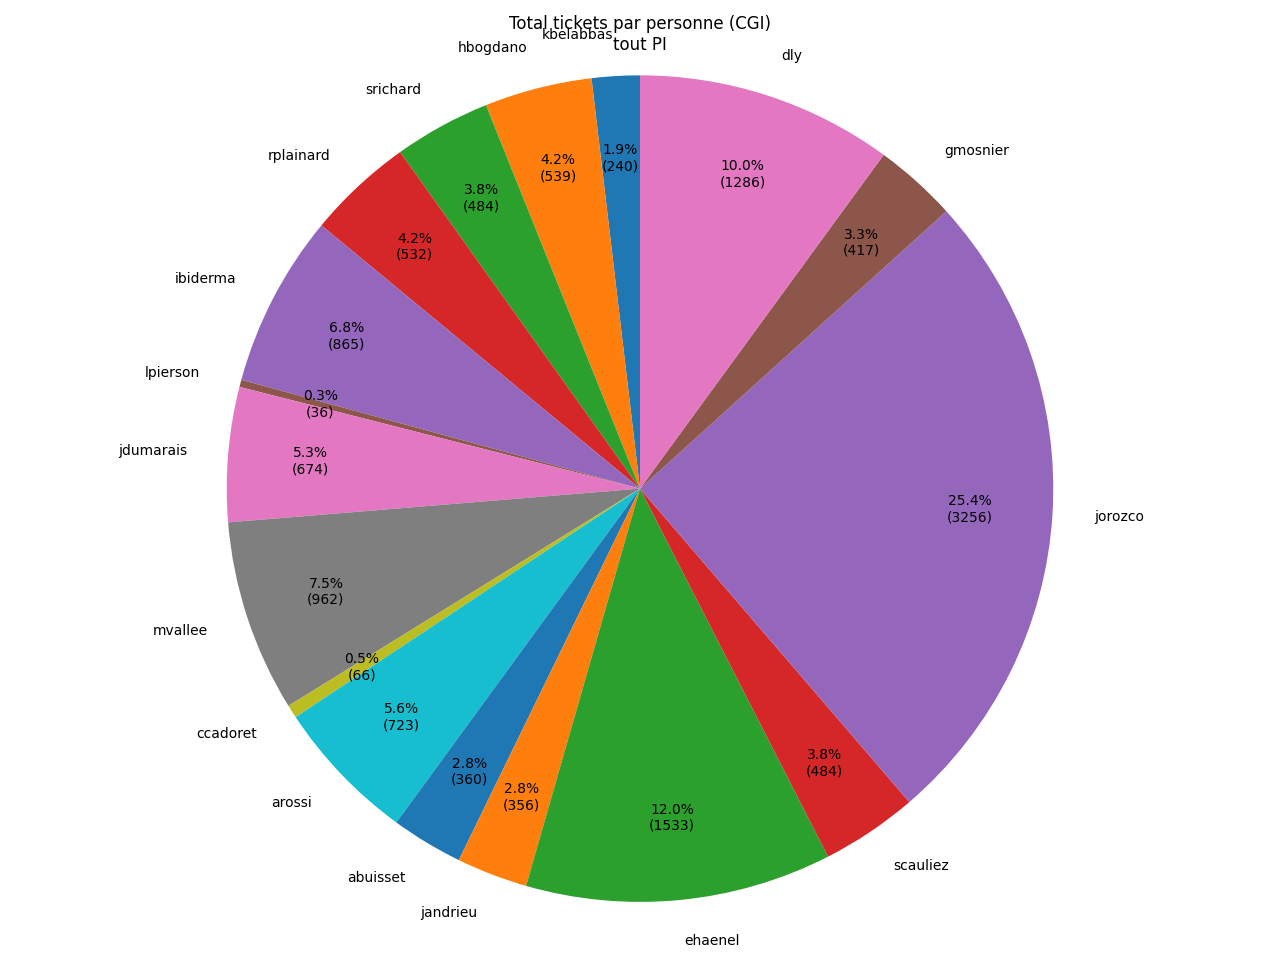 Total tickets par personne (CGI)
tout PI
kbelabbas
1.9%
(240)
hbogdano
4.2%
(539)
srichard
3.8%
(484)
rplainard
4.2%
(532)
ibiderma
6.8%
(865)
lpierson
0.3%
(36)
jdumarais
5.3%
(674)
mvallee
7.5%
(962)
ccadoret
0.5%
(66)
arossi
5.6%
(723)
abuisset
2.8%
(360)
jandrieu
2.8%
(356)
ehaenel
12.0%
(1533)
scauliez
3.8%
(484)
jorozco
25.4%
(3256)
gmosnier
3.3%
(417)
dly
10.0%
(1286)